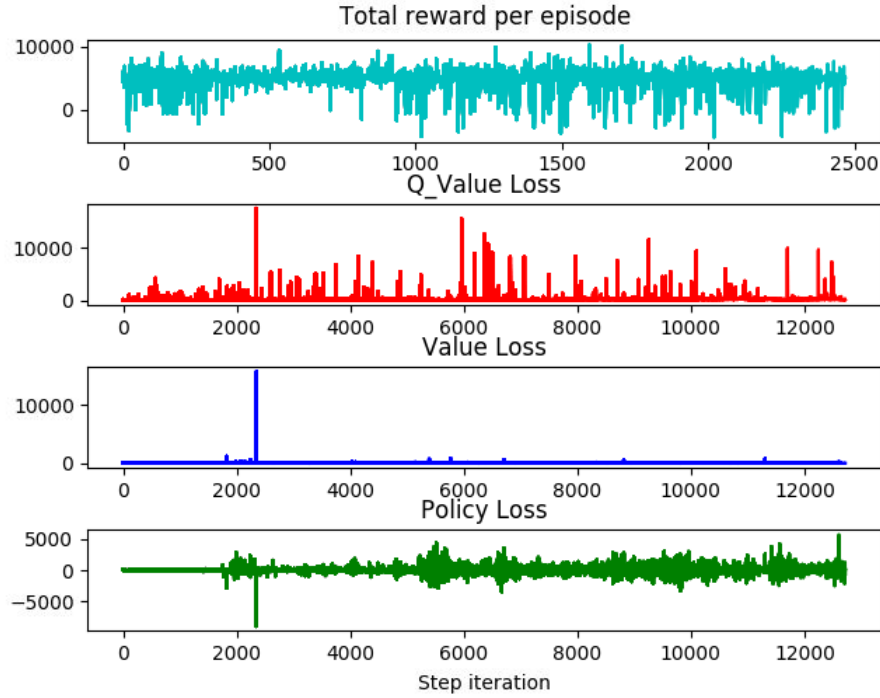 Total reward per episode
10000
0
0 500 1000 1500 2000 2500
Q_Value Loss
10000
0
0 2000 4000 6000 8000 10000 12000
Value Loss
10000
0
0 2000 4000 6000 8000 10000 12000
Policy Loss
5000
0
−5000
0 2000 4000 6000 8000 10000 12000
Step iteration